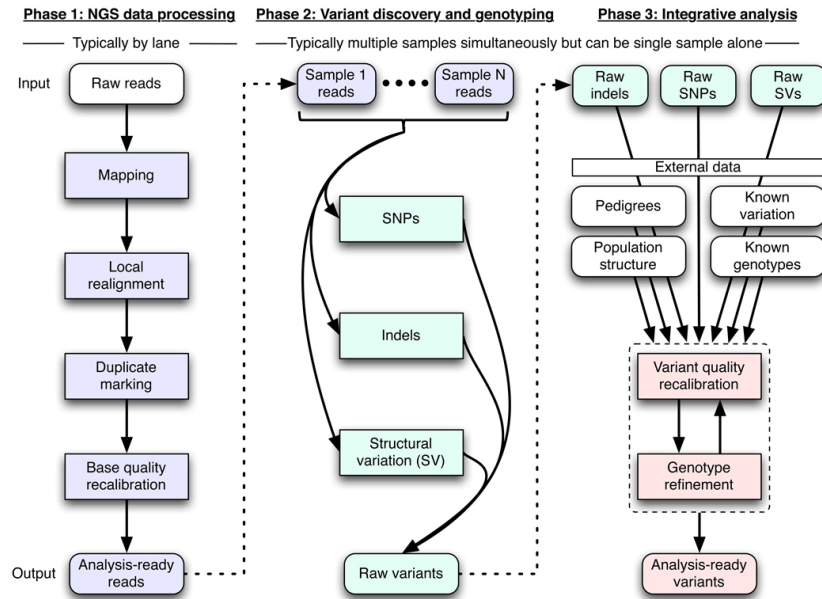 Phase 1: NGS data processing
Typically by lane
Input
Raw reads
Mapping
Local
realignment
Duplicate
marking
Base quality
recalibration
Output
Analysis-ready
reads
Phase 2: Variant discovery and genotyping
Typically multiple samples simultaneously but can be single sample alone
Sample 1
reads
Sample N
reads
SNPs
Indels
Structural
variation (SV)
Raw variants
Phase 3: Integrative analysis
Raw
indels
Raw
SNPs
Raw
SVs
External data
Pedigrees
Known
variation
Population
structure
Known
genotypes
Variant quality
recalibration
Genotype
refinement
Analysis-ready
variants